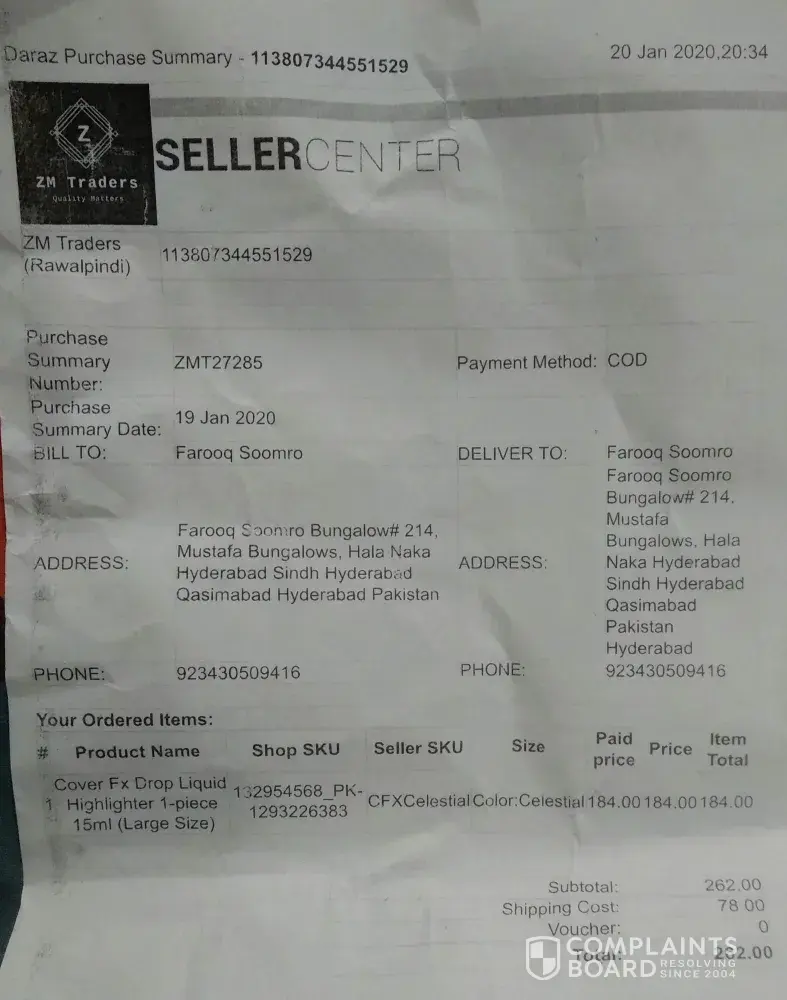 Daraz Purchase Summary - 113807344551529
20 Jan 2020,20:34
Z
ZM Traders
Quality Matters
SELLERCENTER
ZM Traders
(Rawalpindi)
113807344551529
Purchase
Summary
Number:
ZMT27285
Payment Method: COD
Purchase
Summary Date:
19 Jan 2020
BILL TO:
Farooq Soomro
DELIVER TO:
Farooq Soomro
ADDRESS:
Farooq Soomro Bungalow# 214,
Mustafa Bungalows, Hala Naka
Hyderabad Sindh Hyderabad
Qasimabad Hyderabad Pakistan
ADDRESS:
Farooq Soomro
Bungalow# 214,
Mustafa
Bungalows, Hala
Naka Hyderabad
Sindh Hyderabad
Qasimabad
Pakistan
Hyderabad
PHONE:
923430509416
PHONE:
923430509416
Your Ordered Items:
# Product Name Shop SKU Seller SKU Size Paid price Price Item Total
1 Cover Fx Drop Liquid
Highlighter 1-piece
15ml (Large Size)
132954568_PK-
1293226383
CFXCelestial Color:Celestial 184.00 184.00 184.00
Subtotal: 262.00
Shipping Cost: 78.00
Voucher: 0
Total: 262.00
COMPLAINTS
BOARD RESOLVING
SINCE 2004